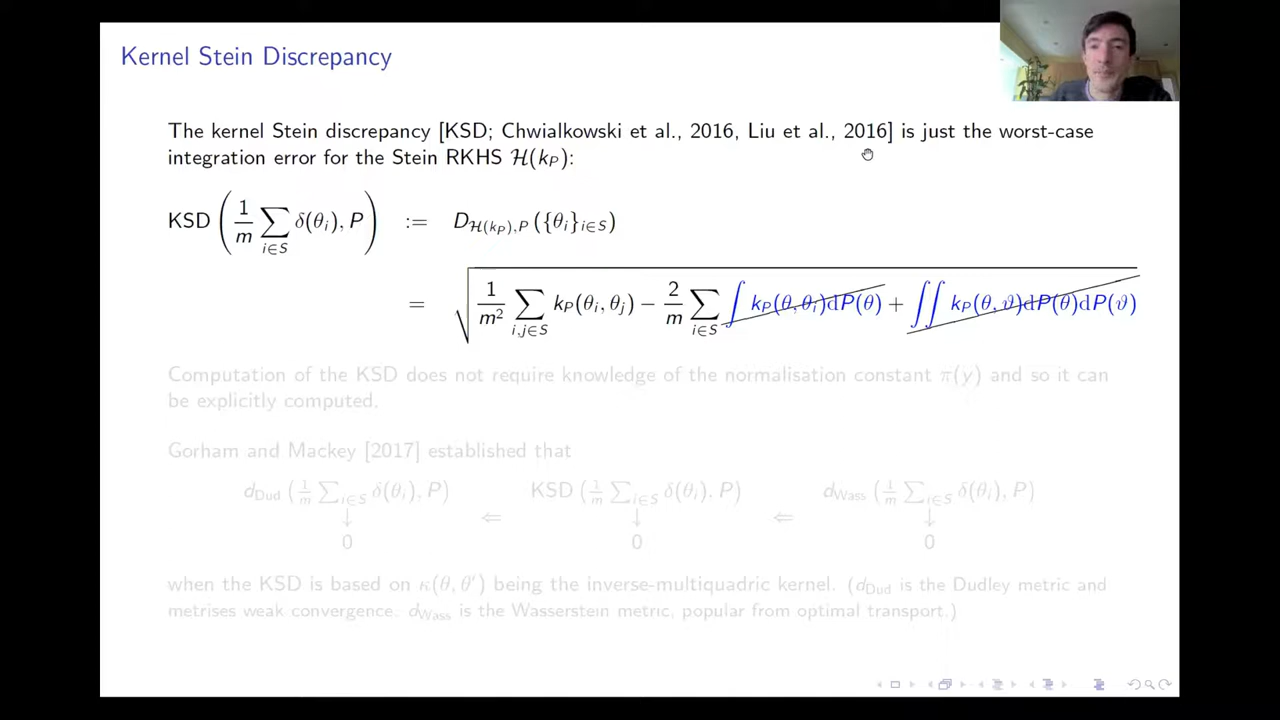 Kernel Stein Discrepancy
The kernel Stein discrepancy [KSD; Chwialkowski et al., 2016, Liu et al., 2016] is just the worst-case
integration error for the Stein RKHS ℋ(k_P):
KSD ( 1/m ∑_{i∈S} δ(θ_i), P ) := D_{ℋ(k_P),P} ({θ_i}_{i∈S})
= √( 1/m² ∑_{i,j∈S} k_P(θ_i, θ_j) − 2/m ∑_{i∈S} ∫ k_P(θ, θ_i)dP(θ) + ∬ k_P(θ, ϑ)dP(θ)dP(ϑ) )
Computation of the KSD does not require knowledge of the normalisation constant π(y) and so it can
be explicitly computed.
Gorham and Mackey [2017] established that
d_Dud ( 1/m ∑_{i∈S} δ(θ_i), P ) KSD ( 1/m ∑_{i∈S} δ(θ_i), P ) d_Wass ( 1/m ∑_{i∈S} δ(θ_i), P )
↓ ⇐ ↓ ⇐ ↓
0 0 0
when the KSD is based on κ(θ, θ′) being the inverse-multiquadric kernel. (d_Dud is the Dudley metric and
metrises weak convergence. d_Wass is the Wasserstein metric, popular from optimal transport.)